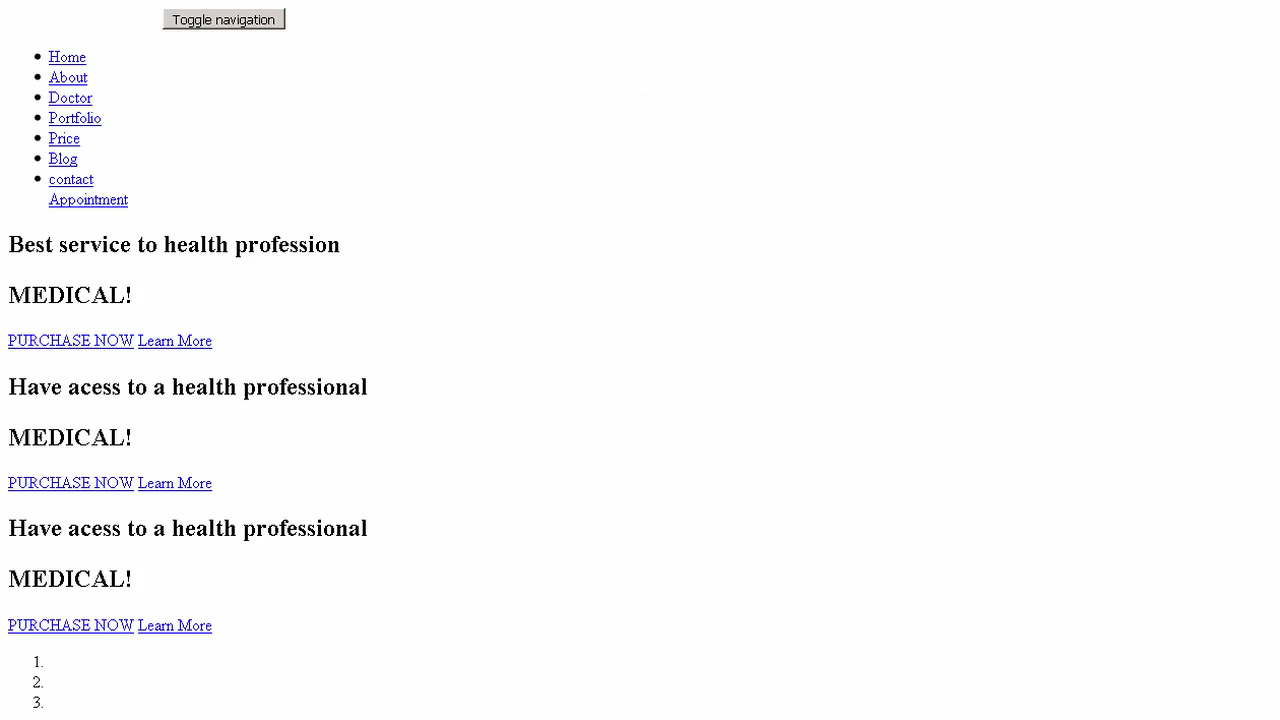 Toggle navigation
Home
About
Doctor
Portfolio
Price
Blog
contact
Appointment
Best service to health profession
MEDICAL!
PURCHASE NOW Learn More
Have acess to a health professional
MEDICAL!
PURCHASE NOW Learn More
Have acess to a health professional
MEDICAL!
PURCHASE NOW Learn More
1.
2.
3.